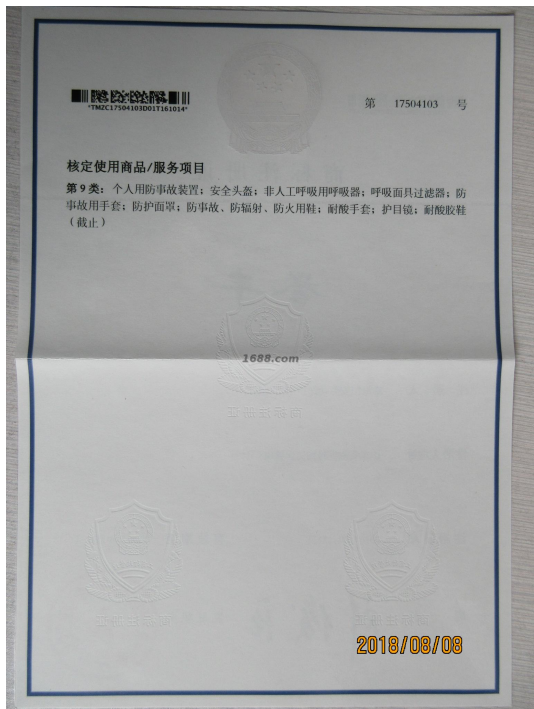 *TMZC17504103D01T161014*
第 17504103 号
核定使用商品/服务项目
第9类：个人用防事故装置；安全头盔；非人工呼吸用呼吸器；呼吸面具过滤器；防
事故用手套；防护面罩；防事故、防辐射、防火用鞋；耐酸手套；护目镜；耐酸胶鞋
（截止）
1688.com
2018/08/08